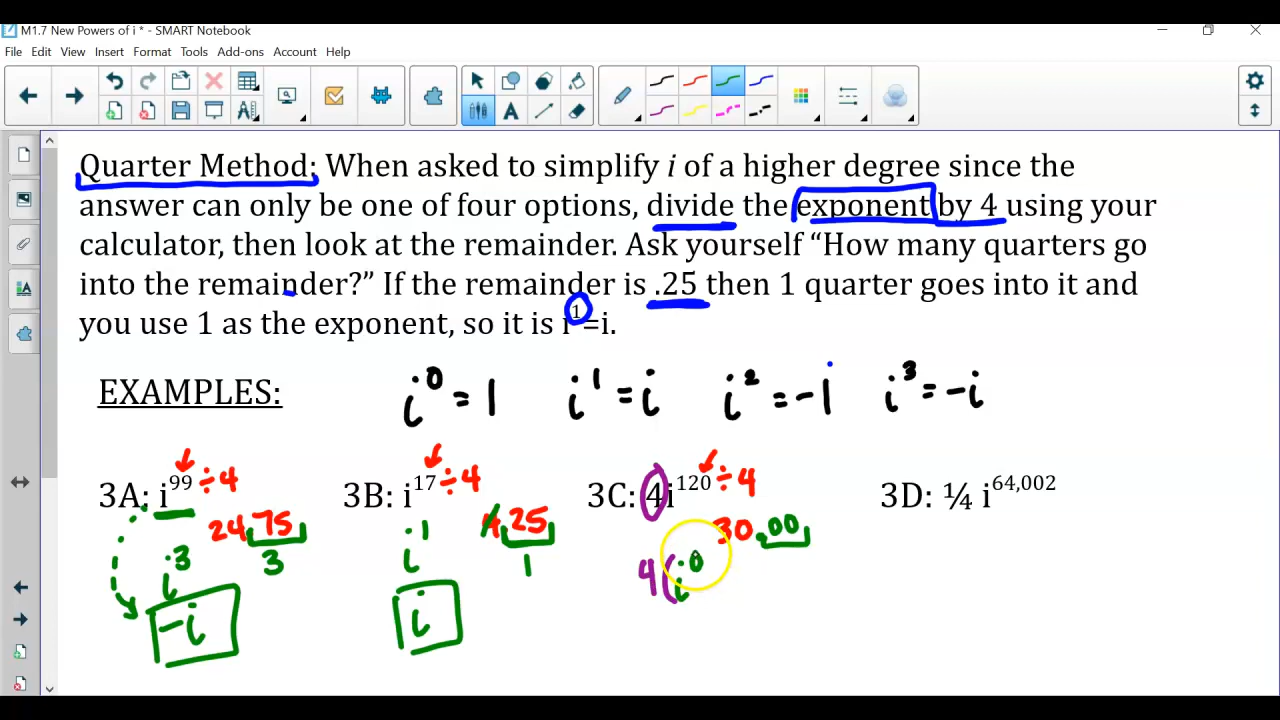 M1.7 New Powers of i * - SMART Notebook
File Edit View Insert Format Tools Add-ons Account Help
Quarter Method: When asked to simplify i of a higher degree since the
answer can only be one of four options, divide the exponent by 4 using your
calculator, then look at the remainder. Ask yourself “How many quarters go
into the remainder?” If the remainder is .25 then 1 quarter goes into it and
you use 1 as the exponent, so it is i¹=i.
EXAMPLES: i⁰ = 1 i¹ = i i² = -1 i³ = -i
3A: i⁹⁹ ÷4 3B: i¹⁷ ÷4 3C: 4i¹²⁰ ÷4 3D: ¼ i⁶⁴,⁰⁰²
24.75 4.25 30.00
i³ 3 i¹ 1 4(i⁰
-i i